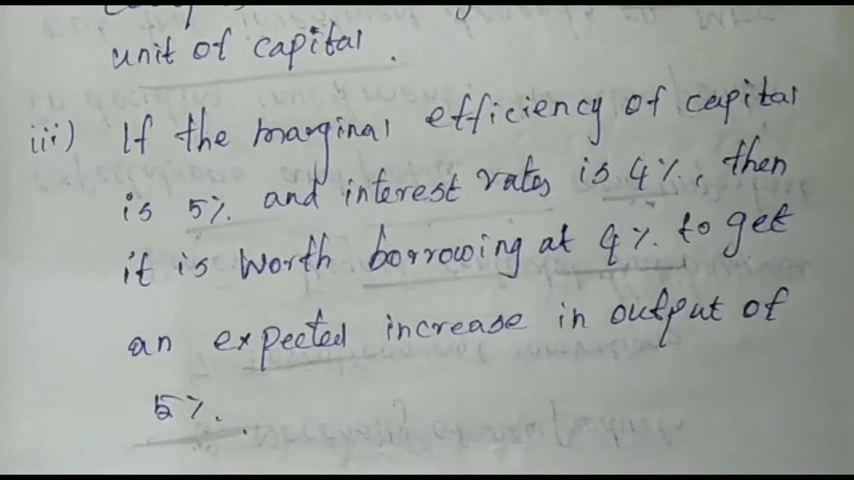 unit of capital.
iii) If the marginal efficiency of capital
is 5%. and interest rates is 4%., then
it is worth borrowing at 4%. to get
an expected increase in output of
5%.